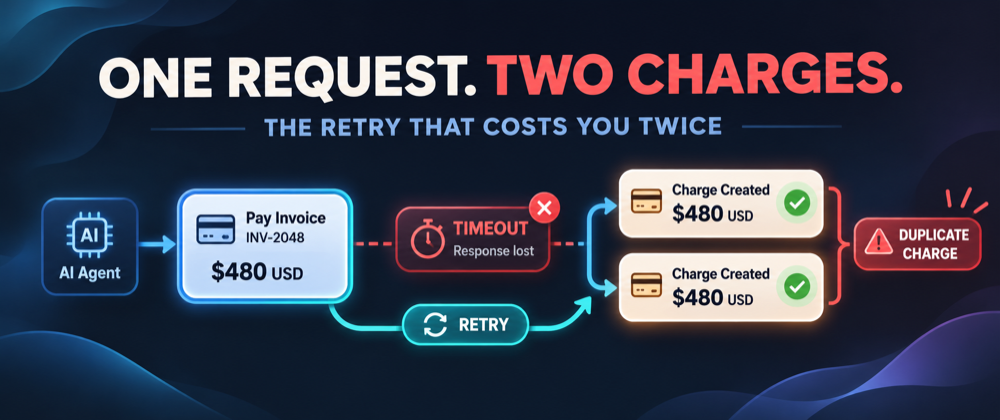 ONE REQUEST. TWO CHARGES.
THE RETRY THAT COSTS YOU TWICE
AI
AI Agent
Pay Invoice
INV-2048
$480 USD
TIMEOUT
Response lost
RETRY
Charge Created
$480 USD
Charge Created
$480 USD
DUPLICATE
CHARGE